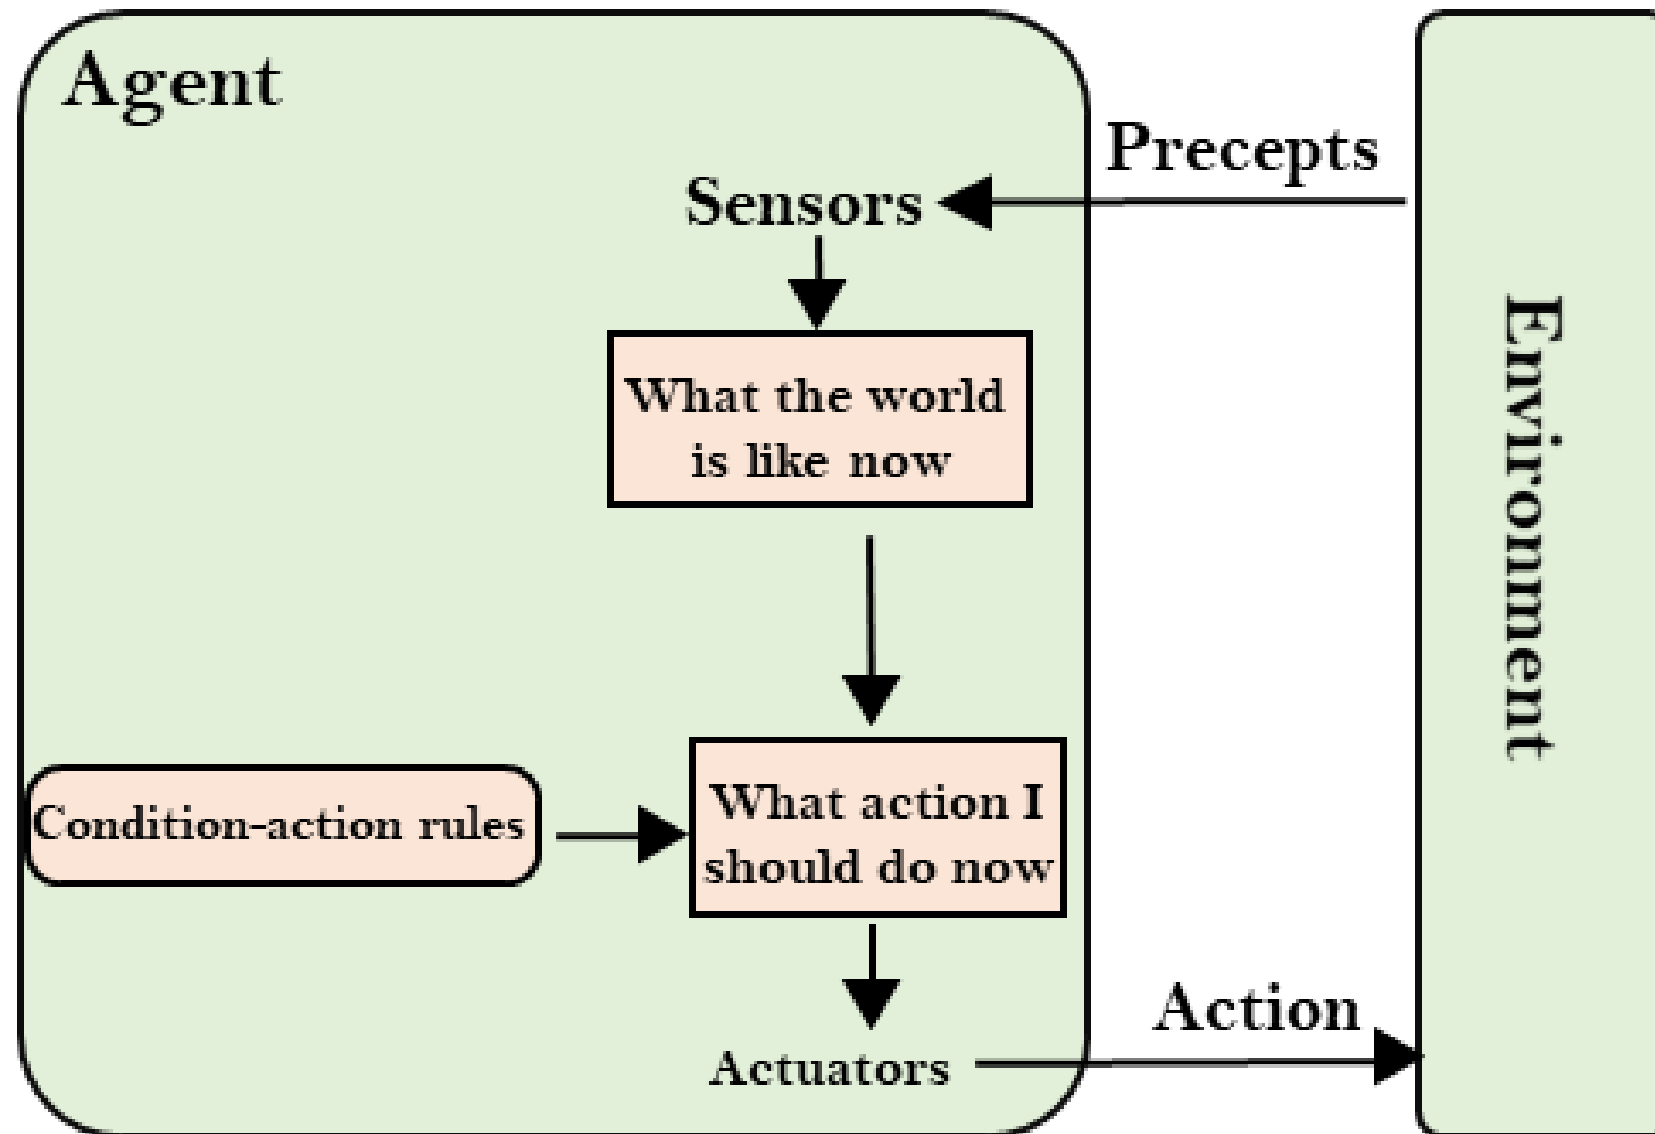 Agent
Precepts
Sensors
What the world
is like now
Environment
Condition-action rules
What action I
should do now
Action
Actuators